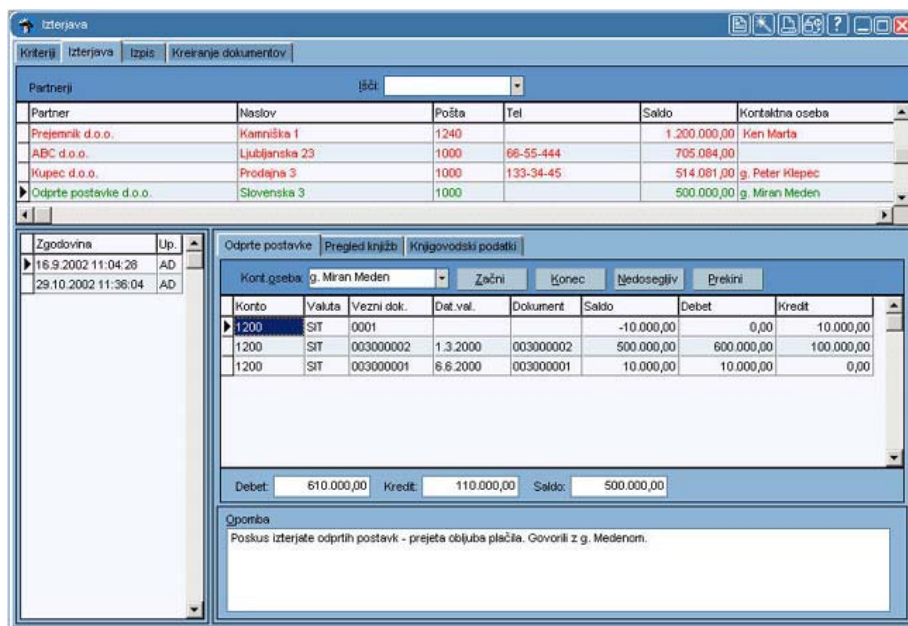 Izterjava
Kriteriji Izterjava Izpis Kreiranje dokumentov
Partnerji Išči:
Partner Naslov Pošta Tel Saldo Kontaktna oseba
Prejemnik d.o.o. Kamniška 1 1240 1.200.000,00 Ken Marta
ABC d.o.o. Ljubljanska 23 1000 66-55-444 705.084,00
Kupec d.o.o. Prodajna 3 1000 133-34-45 514.081,00 g. Peter Klepec
Odprte postavke d.o.o. Slovenska 3 1000 500.000,00 g. Miran Meden
Zgodovina Up.
16.9.2002 11:04:28 AD
29.10.2002 11:36:04 AD
Odprte postavke Pregled knjižb Knjigovodski podatki
Kont.oseba: g. Miran Meden Začni Konec Nedosegljiv Prekini
Konto Valuta Vezni dok. Dat.val. Dokument Saldo Debet Kredit
1200 SIT 0001 -10.000,00 0,00 10.000,00
1200 SIT 003000002 1.3.2000 003000002 500.000,00 600.000,00 100.000,00
1200 SIT 003000001 6.6.2000 003000001 10.000,00 10.000,00 0,00
Debet: 610.000,00 Kredit: 110.000,00 Saldo: 500.000,00
Opomba
Poskus izterjate odprtih postavk - prejeta obljuba plačila. Govorili z g. Medenom.